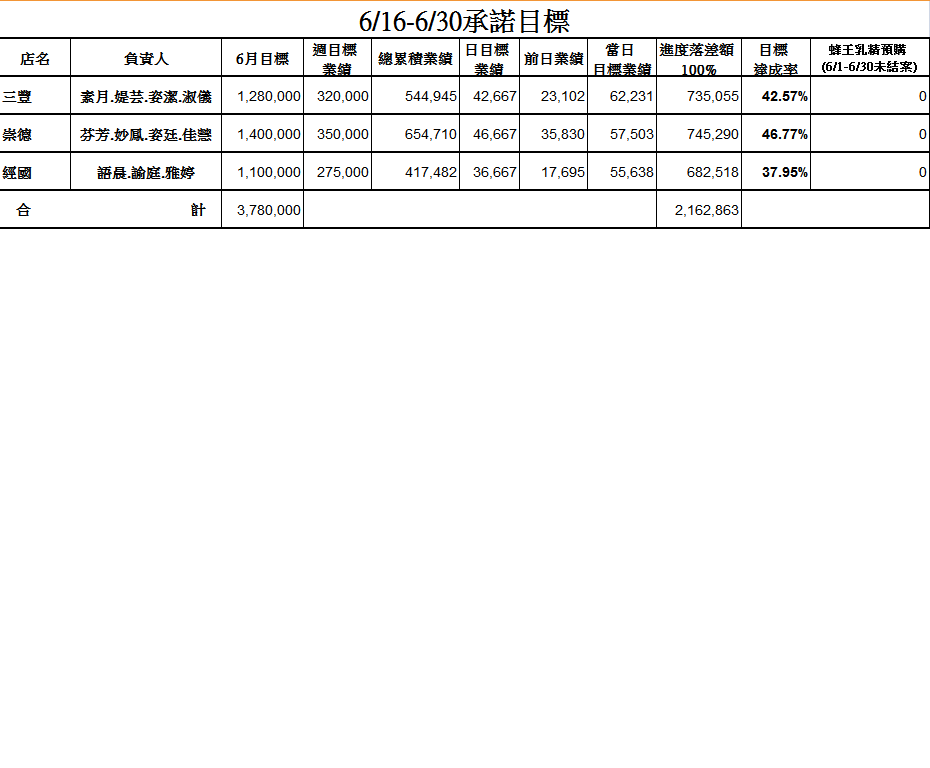 6/16-6/30承諾目標
店名 負責人 6月目標 週目標業績 總累積業績 日目標業績 前日業績 當日目標業績 進度落差額100% 目標達成率 蜂王乳精預購(6/1-6/30未結案)
三豐 素月.媞芸.姿潔.淑儀 1,280,000 320,000 544,945 42,667 23,102 62,231 735,055 42.57% 0
崇德 芬芳.妙鳳.姿廷.佳慧 1,400,000 350,000 654,710 46,667 35,830 57,503 745,290 46.77% 0
經國 語晨.諭庭.雅婷 1,100,000 275,000 417,482 36,667 17,695 55,638 682,518 37.95% 0
合 計 3,780,000 2,162,863